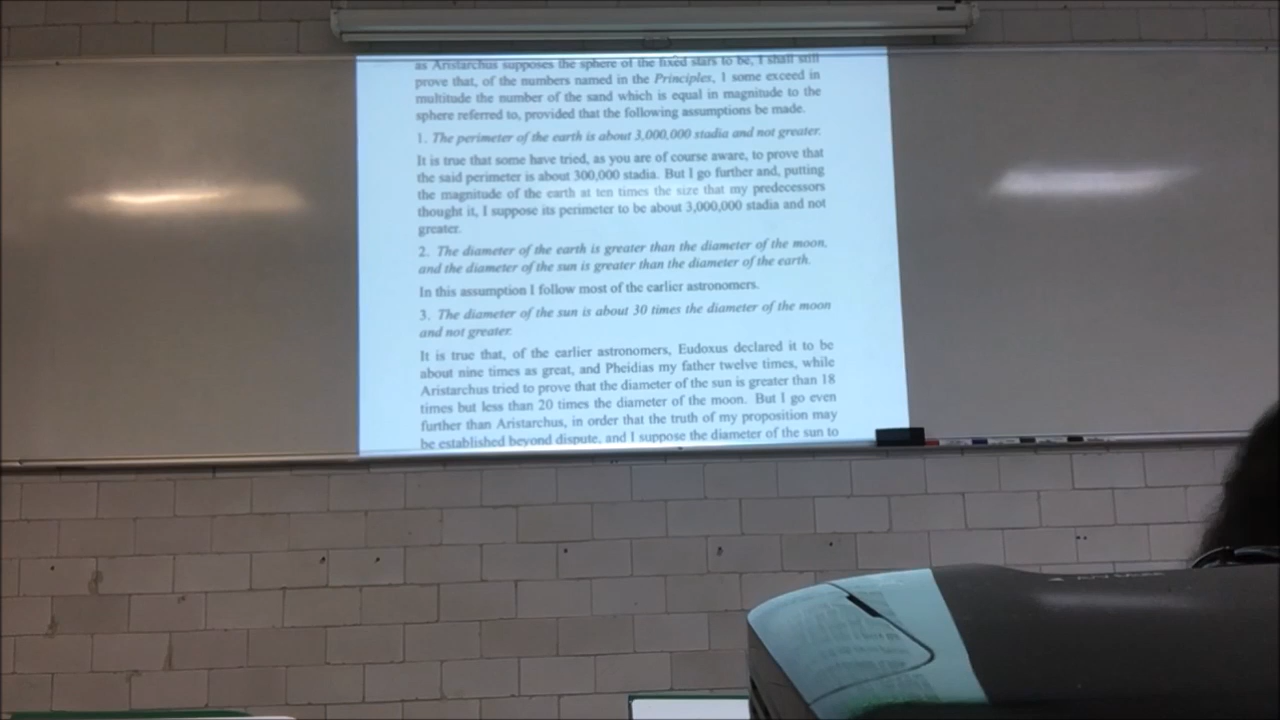 as Aristarchus supposes the sphere of the fixed stars to be, I shall still
prove that, of the numbers named in the Principles, 1 some exceed in
multitude the number of the sand which is equal in magnitude to the
sphere referred to, provided that the following assumptions be made.
1. The perimeter of the earth is about 3,000,000 stadia and not greater.
It is true that some have tried, as you are of course aware, to prove that
the said perimeter is about 300,000 stadia. But I go further and, putting
the magnitude of the earth at ten times the size that my predecessors
thought it, I suppose its perimeter to be about 3,000,000 stadia and not
greater.
2. The diameter of the earth is greater than the diameter of the moon,
and the diameter of the sun is greater than the diameter of the earth.
In this assumption I follow most of the earlier astronomers.
3. The diameter of the sun is about 30 times the diameter of the moon
and not greater.
It is true that, of the earlier astronomers, Eudoxus declared it to be
about nine times as great, and Pheidias my father twelve times, while
Aristarchus tried to prove that the diameter of the sun is greater than 18
times but less than 20 times the diameter of the moon. But I go even
further than Aristarchus, in order that the truth of my proposition may
be established beyond dispute, and I suppose the diameter of the sun to